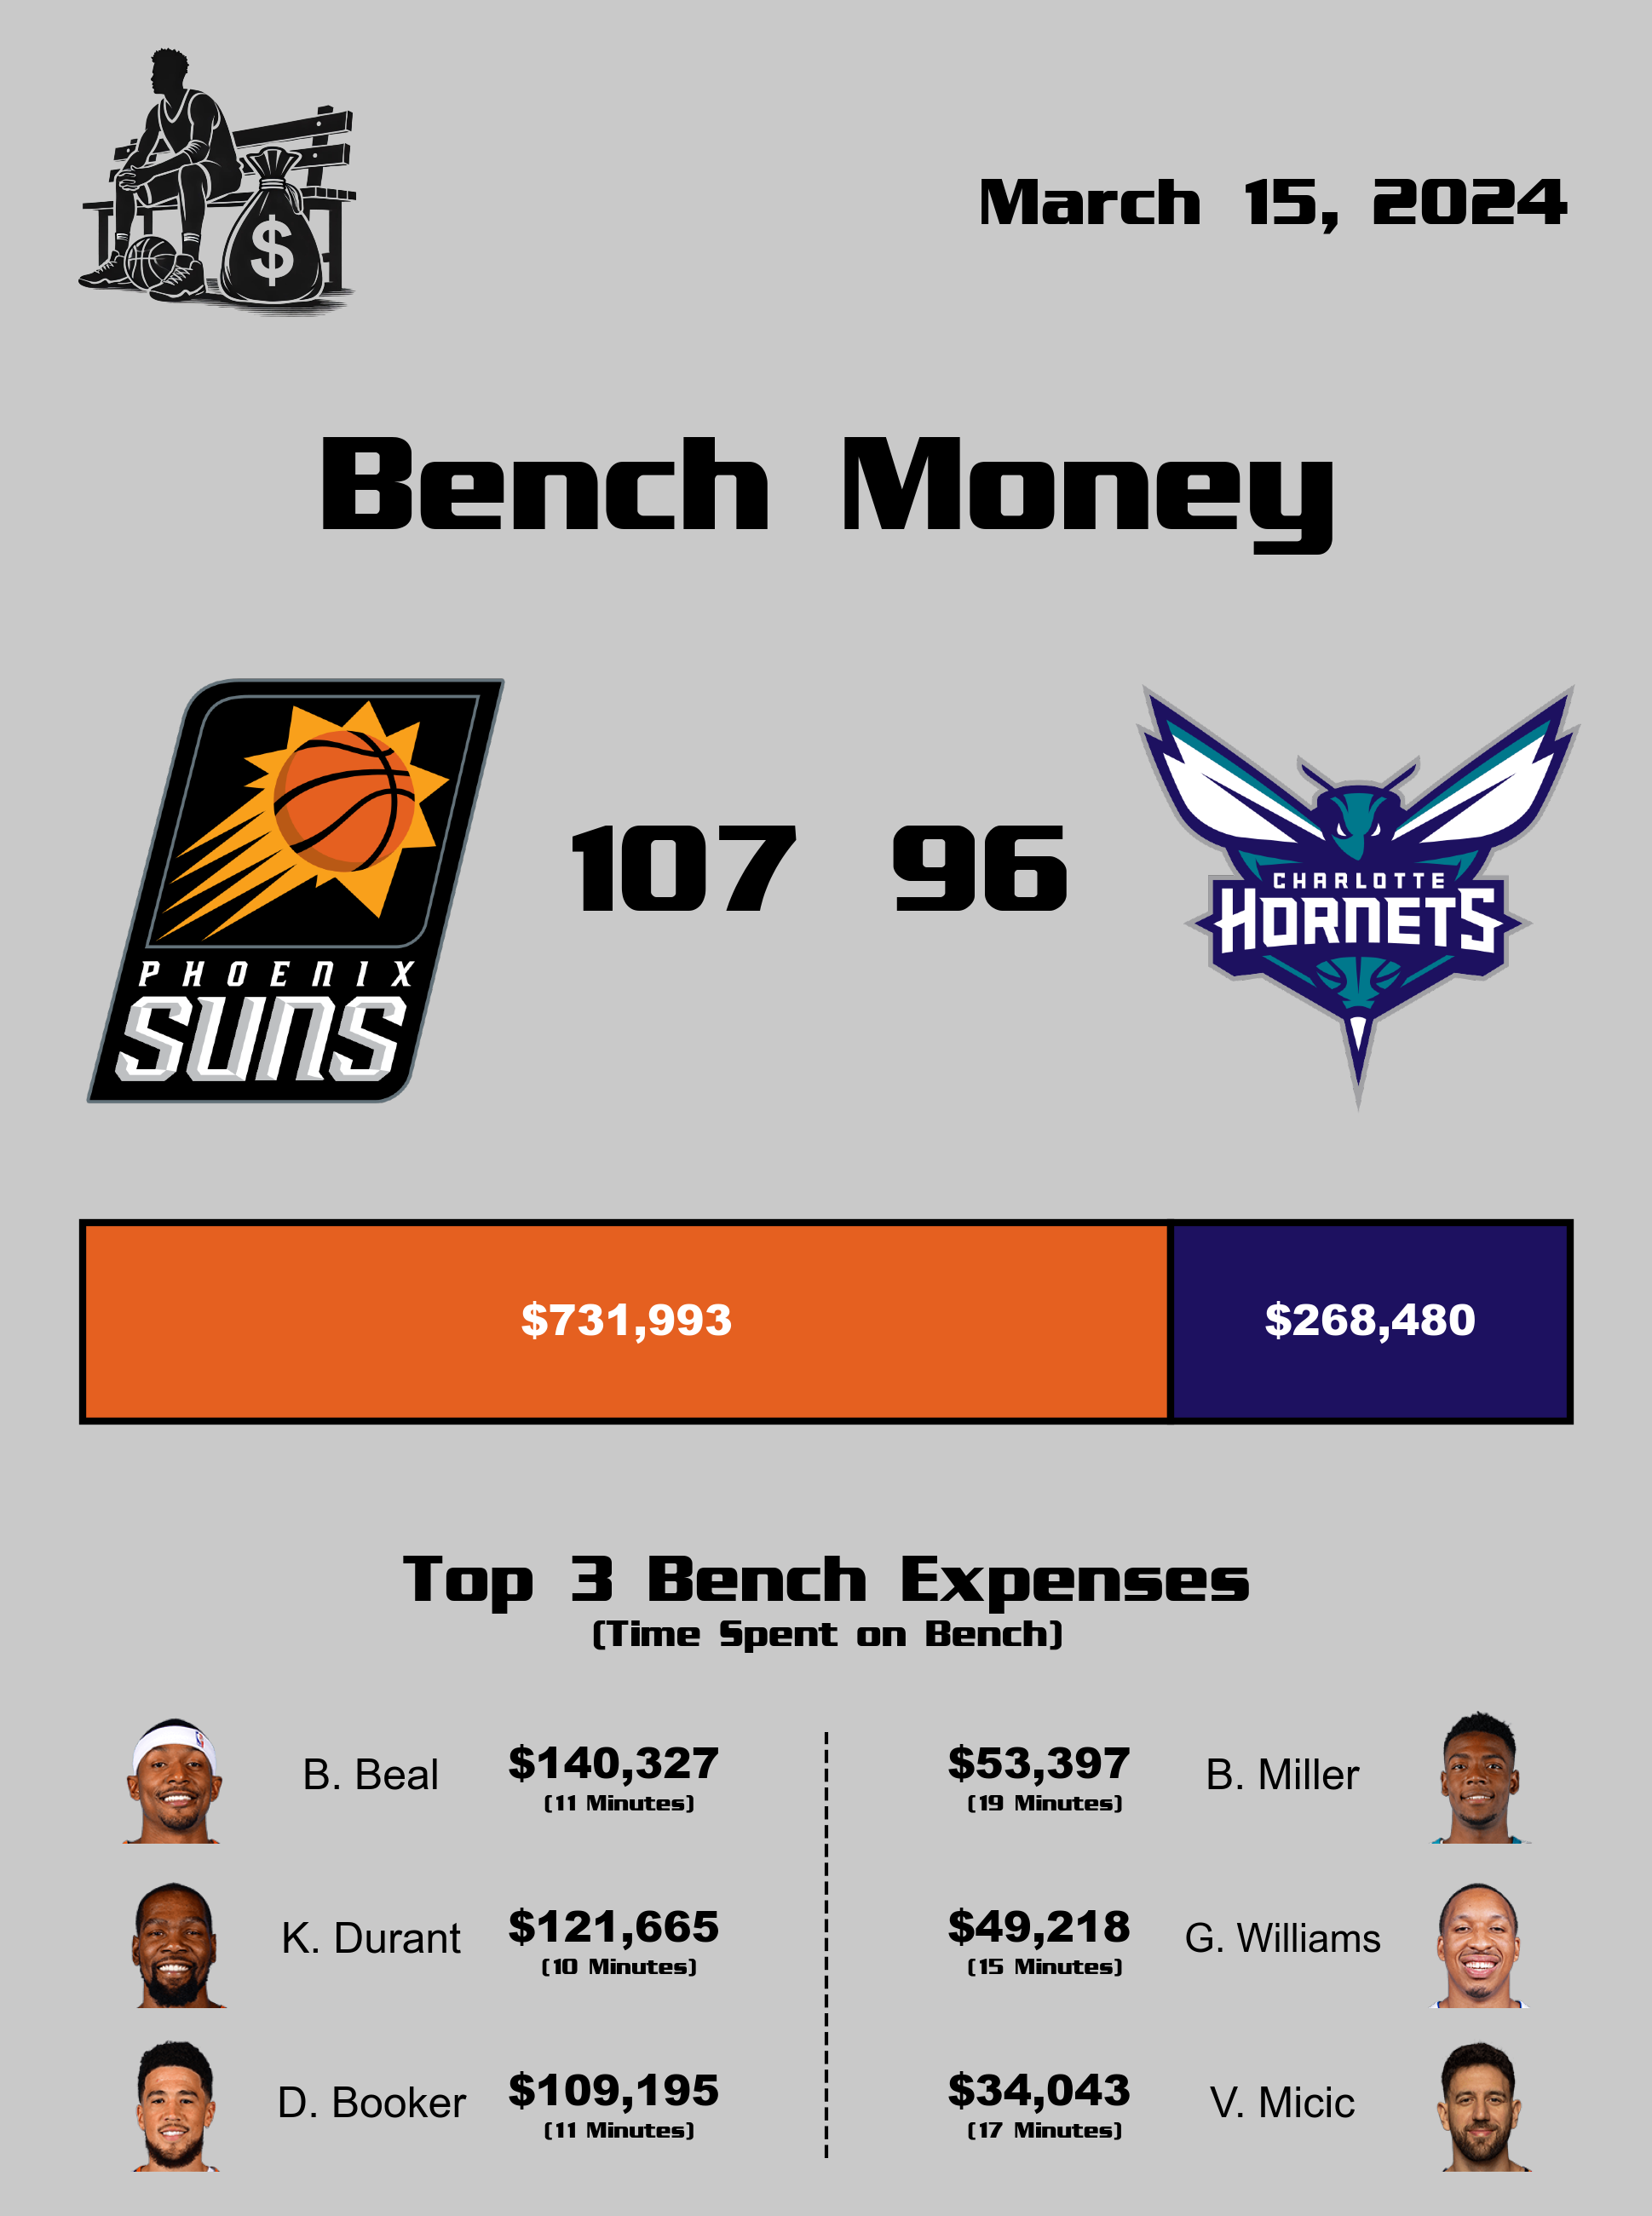 $
March 15, 2024
Bench Money
PHOENIX
SUNS
107 96
CHARLOTTE
HORNETS
$731,993 $268,480
Top 3 Bench Expenses
(Time Spent on Bench)
B. Beal $140,327 $53,397 B. Miller
(11 Minutes) (19 Minutes)
K. Durant $121,665 $49,218 G. Williams
(10 Minutes) (15 Minutes)
D. Booker $109,195 $34,043 V. Micic
(11 Minutes) (17 Minutes)